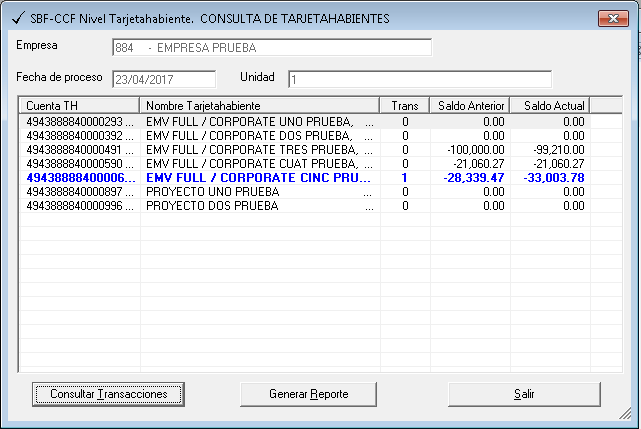 SBF-CCF Nivel Tarjetahabiente. CONSULTA DE TARJETAHABIENTES
Empresa 884 - EMPRESA PRUEBA
Fecha de proceso 23/04/2017 Unidad 1
Cuenta TH Nombre Tarjetahabiente Trans Saldo Anterior Saldo Actual
4943888840000293 ... EMV FULL / CORPORATE UNO PRUEBA, ... 0 0.00 0.00
4943888840000392 ... EMV FULL / CORPORATE DOS PRUEBA, ... 0 0.00 0.00
4943888840000491 ... EMV FULL / CORPORATE TRES PRUEBA, ... 0 -100,000.00 -99,210.00
4943888840000590 ... EMV FULL / CORPORATE CUAT PRUEBA, ... 0 -21,060.27 -21,060.27
49438888400006... EMV FULL / CORPORATE CINC PRU... 1 -28,339.47 -33,003.78
4943888840000897 ... PROYECTO UNO PRUEBA ... 0 0.00 0.00
4943888840000996 ... PROYECTO DOS PRUEBA ... 0 0.00 0.00
Consultar Transacciones Generar Reporte Salir